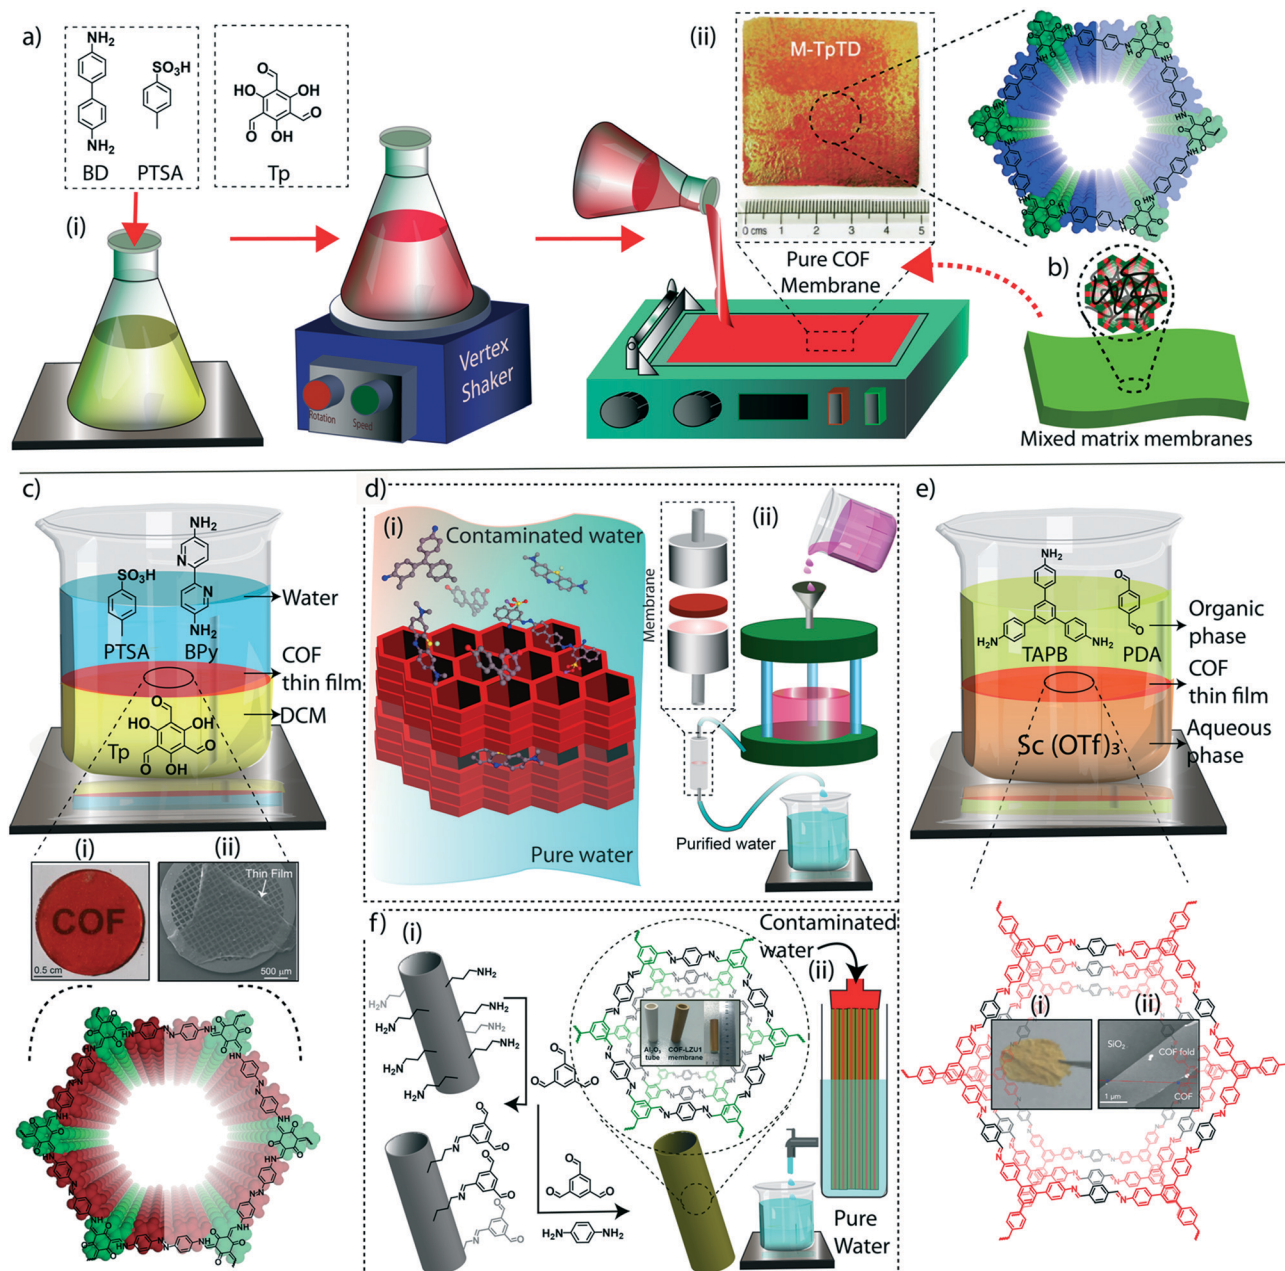 a)
NH₂
NH₂
BD
SO₃H
PTSA
O
HO
OH
O
O
OH
Tp
(i)
Vertex
Shaker
Rotation
Speed
(ii)
M-TpTD
0 cms 1 2 3 4 5
Pure COF
Membrane
b)
Mixed matrix membranes
c)
NH₂
N
N
NH₂
SO₃H
PTSA
BPy
Water
COF
thin film
DCM
O
HO
OH
O
O
OH
Tp
(i)
COF
0.5 cm
(ii)
Thin Film
500 µm
d)
(i)
Contaminated water
Pure water
(ii)
Membrane
Purified water
e)
NH₂
H₂N
NH₂
TAPB
O
O
PDA
Organic
phase
COF
thin film
Sc (OTf)₃
Aqueous
phase
(i)
(ii)
SiO₂
COF fold
COF
1 µm
f)
(i)
NH₂
H₂N
NH₂
H₂N
NH₂
H₂N
NH₂
H₂N
H₂N
NH₂
Al₂O₃
tube
COF-LZU1
membrane
Contaminated
water
(ii)
Pure
Water